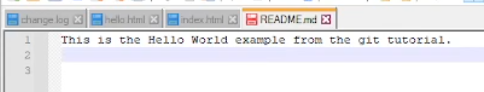 change.log hello.html index.html README.md
1 This is the Hello World example from the git tutorial.
2
3